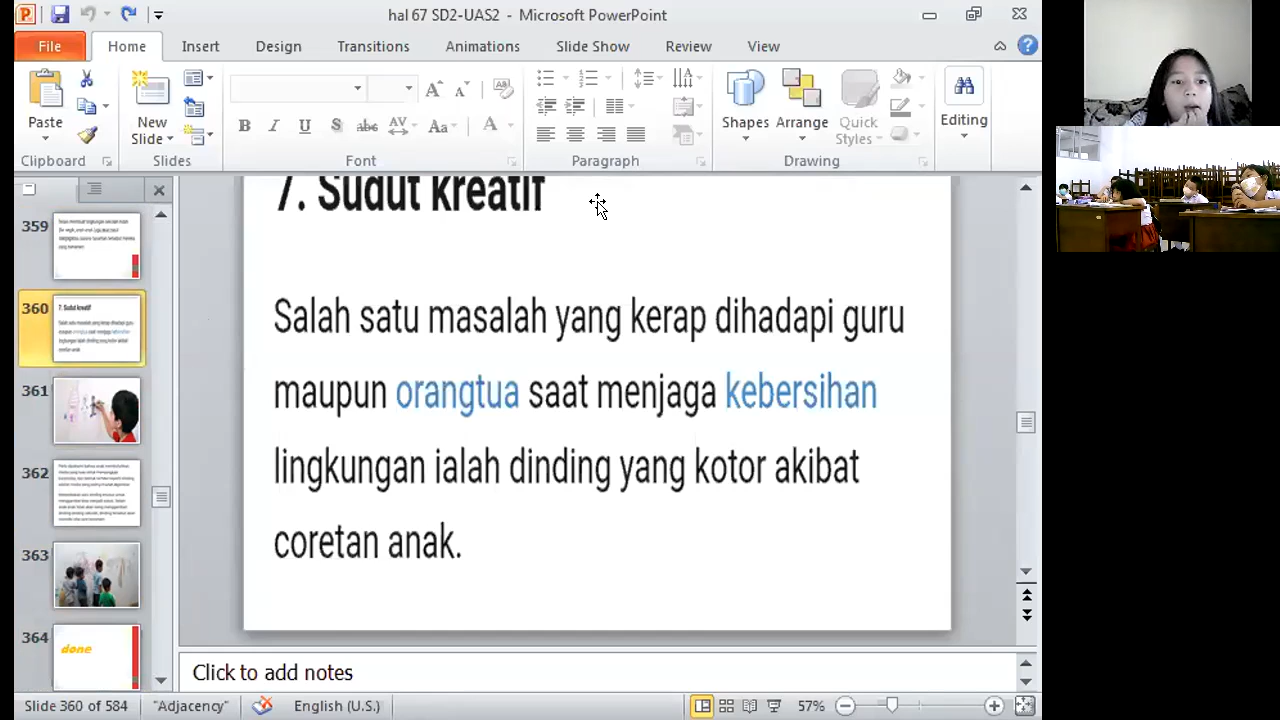 hal 67 SD2-UAS2 - Microsoft PowerPoint
File Home Insert Design Transitions Animations Slide Show Review View
Paste
New
Slide
Shapes Arrange Quick
Styles
Editing
Clipboard Slides Font Paragraph Drawing
359
360
7. Sudut kreatif
361
362
363
364
done
7. Sudut kreatif
Salah satu masalah yang kerap dihadapi guru
maupun orangtua saat menjaga kebersihan
lingkungan ialah dinding yang kotor akibat
coretan anak.
Click to add notes
Slide 360 of 584 "Adjacency" English (U.S.) 57%